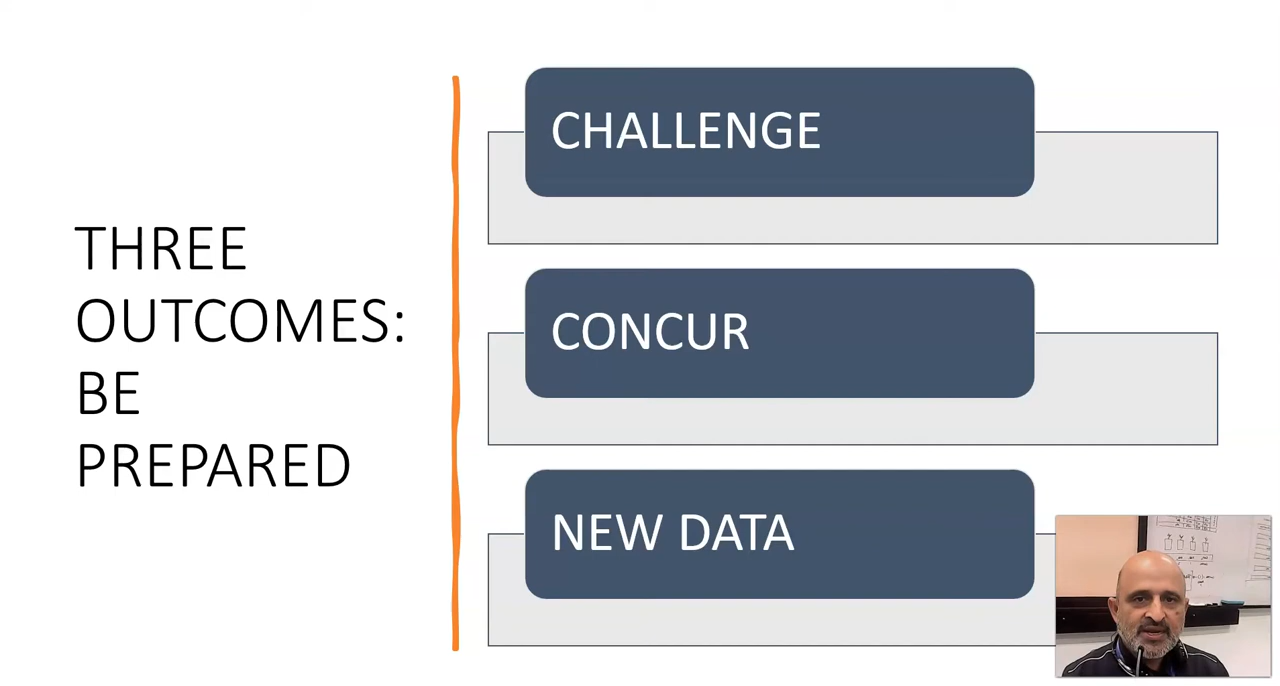 THREE
OUTCOMES:
BE
PREPARED
CHALLENGE
CONCUR
NEW DATA